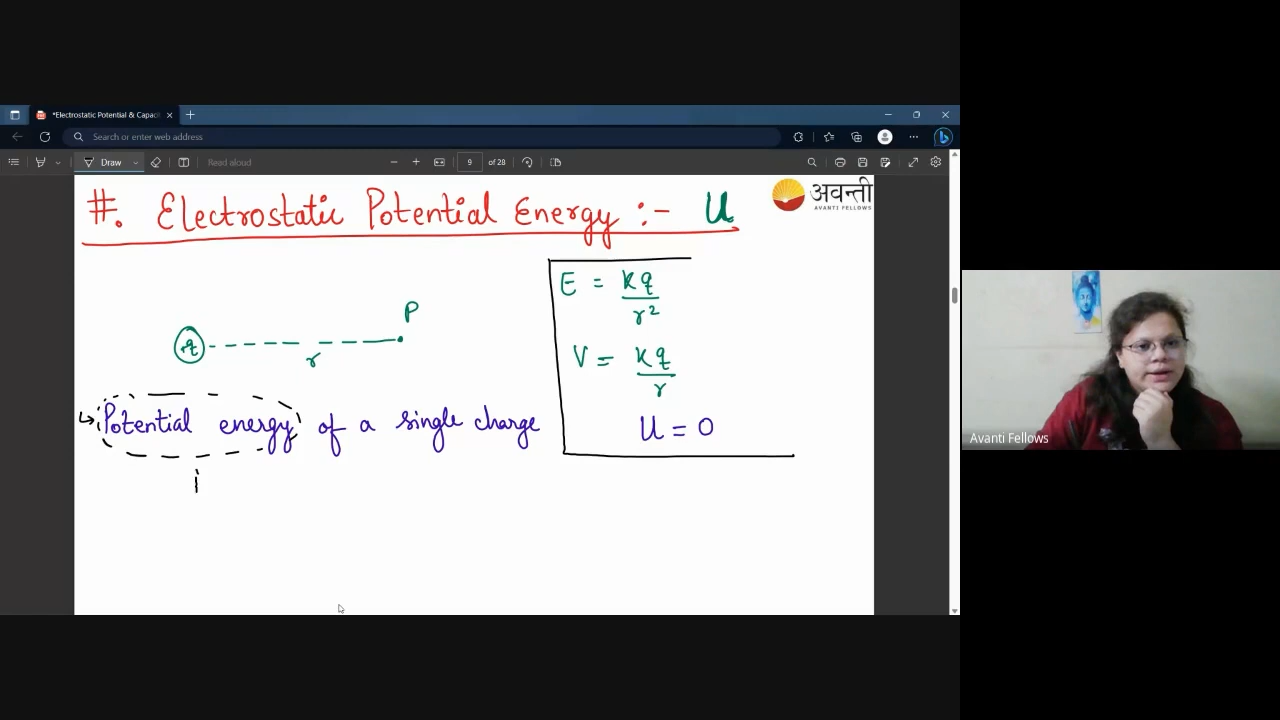 *Electrostatic Potential & Capaci
Search or enter web address
Draw
Read aloud
9 of 28
#. Electrostatic Potential Energy :- U
अवन्ती
AVANTI FELLOWS
E = kq/r²
P
q
r
V = kq/r
↳ Potential energy of a single charge
U = 0
Avanti Fellows